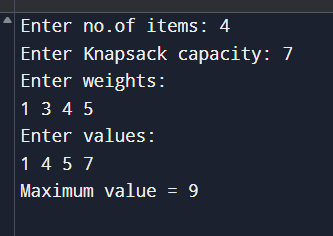 Enter no.of items: 4
Enter Knapsack capacity: 7
Enter weights:
1 3 4 5
Enter values:
1 4 5 7
Maximum value = 9